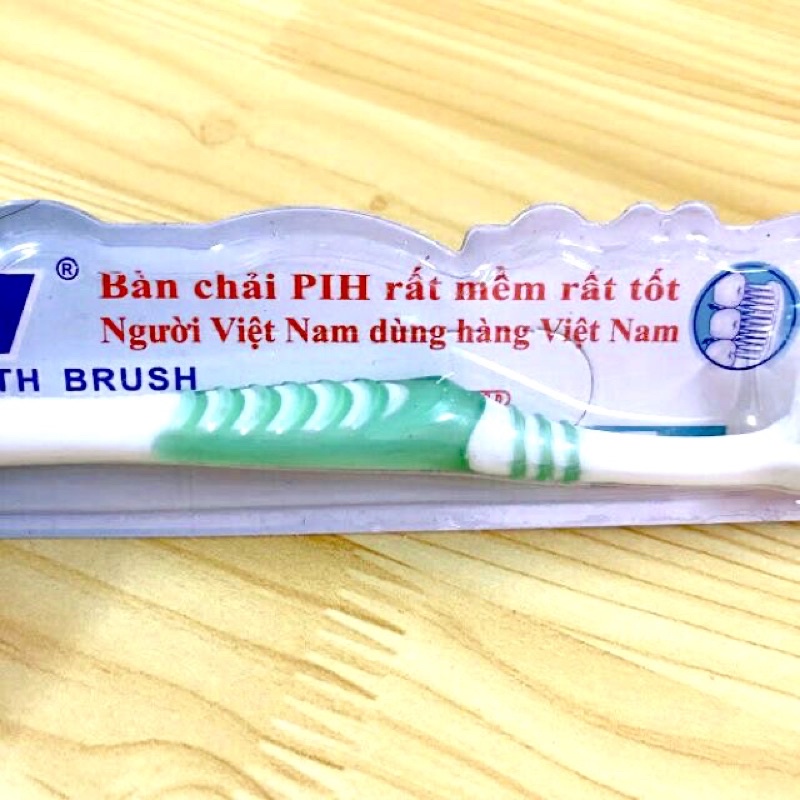 ®
Bàn chải PIH rất mềm rất tốt
Người Việt Nam dùng hàng Việt Nam
TH BRUSH